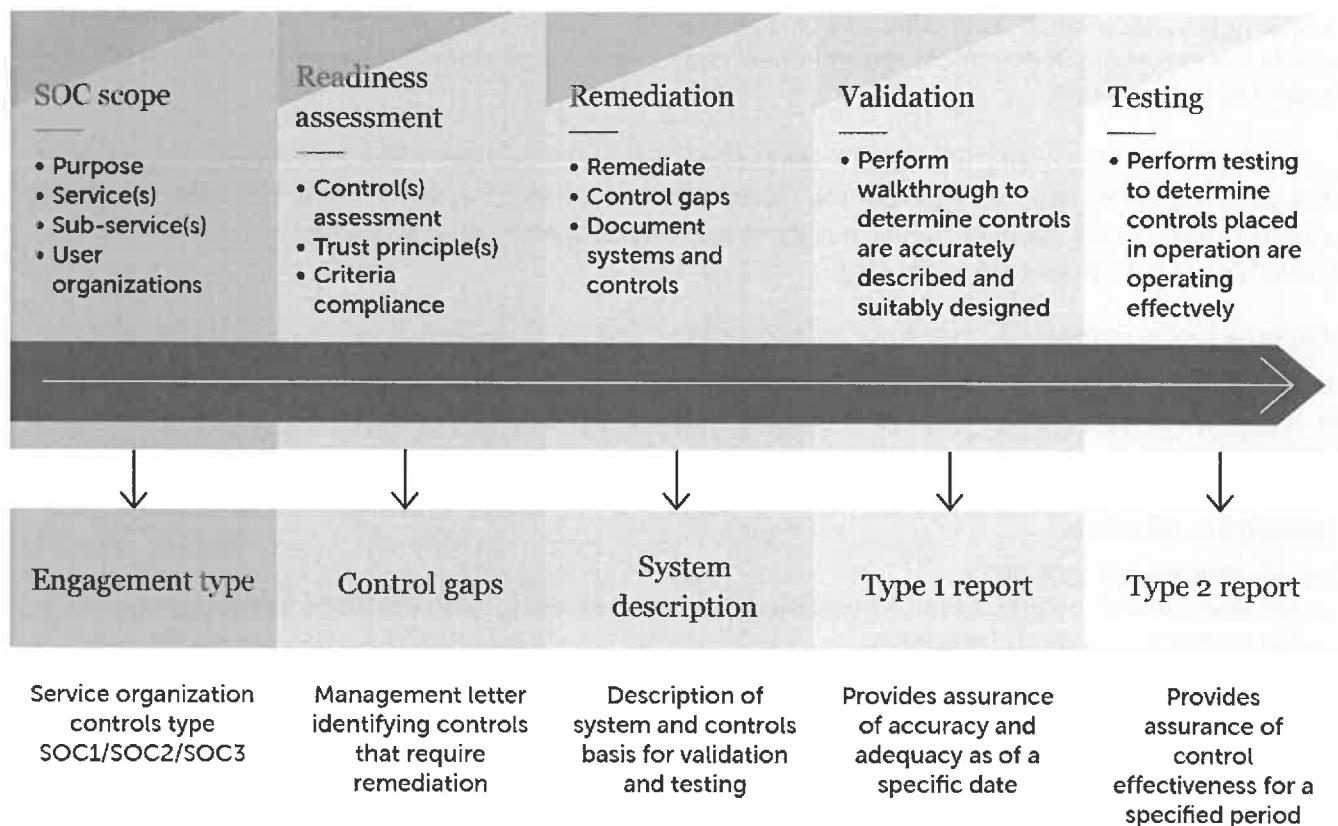 SOC scope
• Purpose
• Service(s)
• Sub-service(s)
• User
organizations
Readiness
assessment
• Control(s)
assessment
• Trust principle(s)
• Criteria
compliance
Remediation
• Remediate
• Control gaps
• Document
systems and
controls
Validation
• Perform
walkthrough to
determine controls
are accurately
described and
suitably designed
Testing
• Perform testing
to determine
controls placed
in operation are
operating
effectvely
Engagement type
Control gaps
System
description
Type 1 report
Type 2 report
Service organization
controls type
SOC1/SOC2/SOC3
Management letter
identifying controls
that require
remediation
Description of
system and controls
basis for validation
and testing
Provides assurance
of accuracy and
adequacy as of a
specific date
Provides
assurance of
control
effectiveness for a
specified period